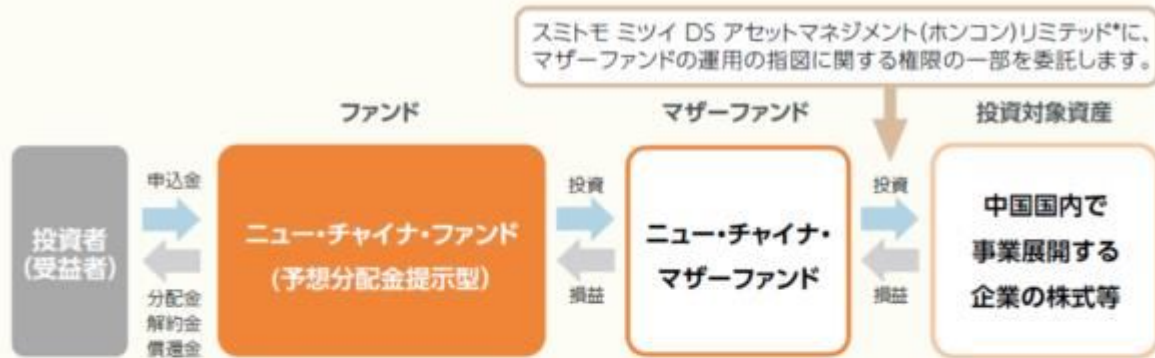 スミトモ ミツイ DS アセットマネジメント(ホンコン)リミテッド*に、
マザーファンドの運用の指図に関する権限の一部を委託します。
ファンド
マザーファンド
投資対象資産
投資者
(受益者)
申込金
分配金
解約金
償還金
ニュー・チャイナ・ファンド
(予想分配金提示型)
投資
損益
ニュー・チャイナ・
マザーファンド
投資
損益
中国国内で
事業展開する
企業の株式等